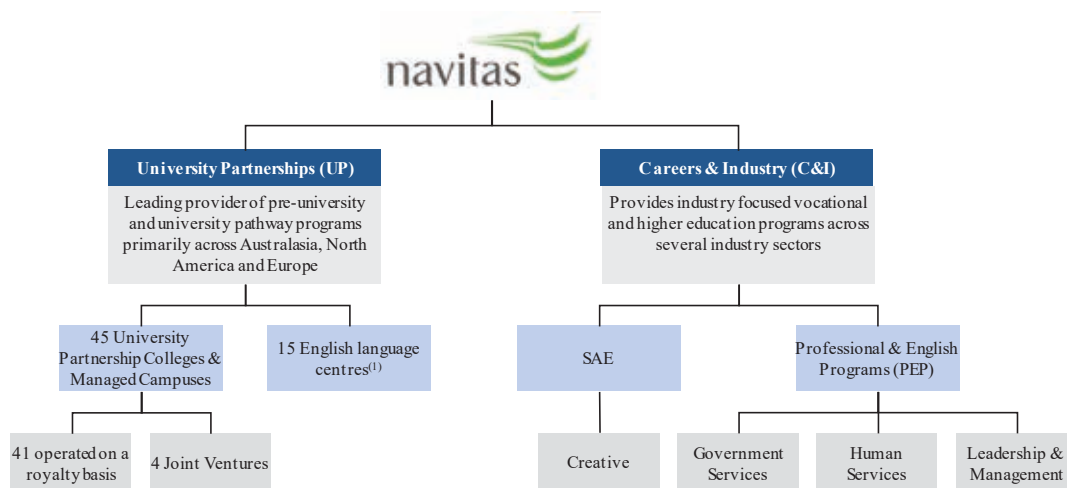 navitas
University Partnerships (UP)
Leading provider of pre-university
and university pathway programs
primarily across Australasia, North
America and Europe
Careers & Industry (C&I)
Provides industry focused vocational
and higher education programs across
several industry sectors
45 University
Partnership Colleges &
Managed Campuses
15 English language
centres(1)
SAE
Professional & English
Programs (PEP)
41 operated on a
royalty basis
4 Joint Ventures
Creative
Government
Services
Human
Services
Leadership &
Management